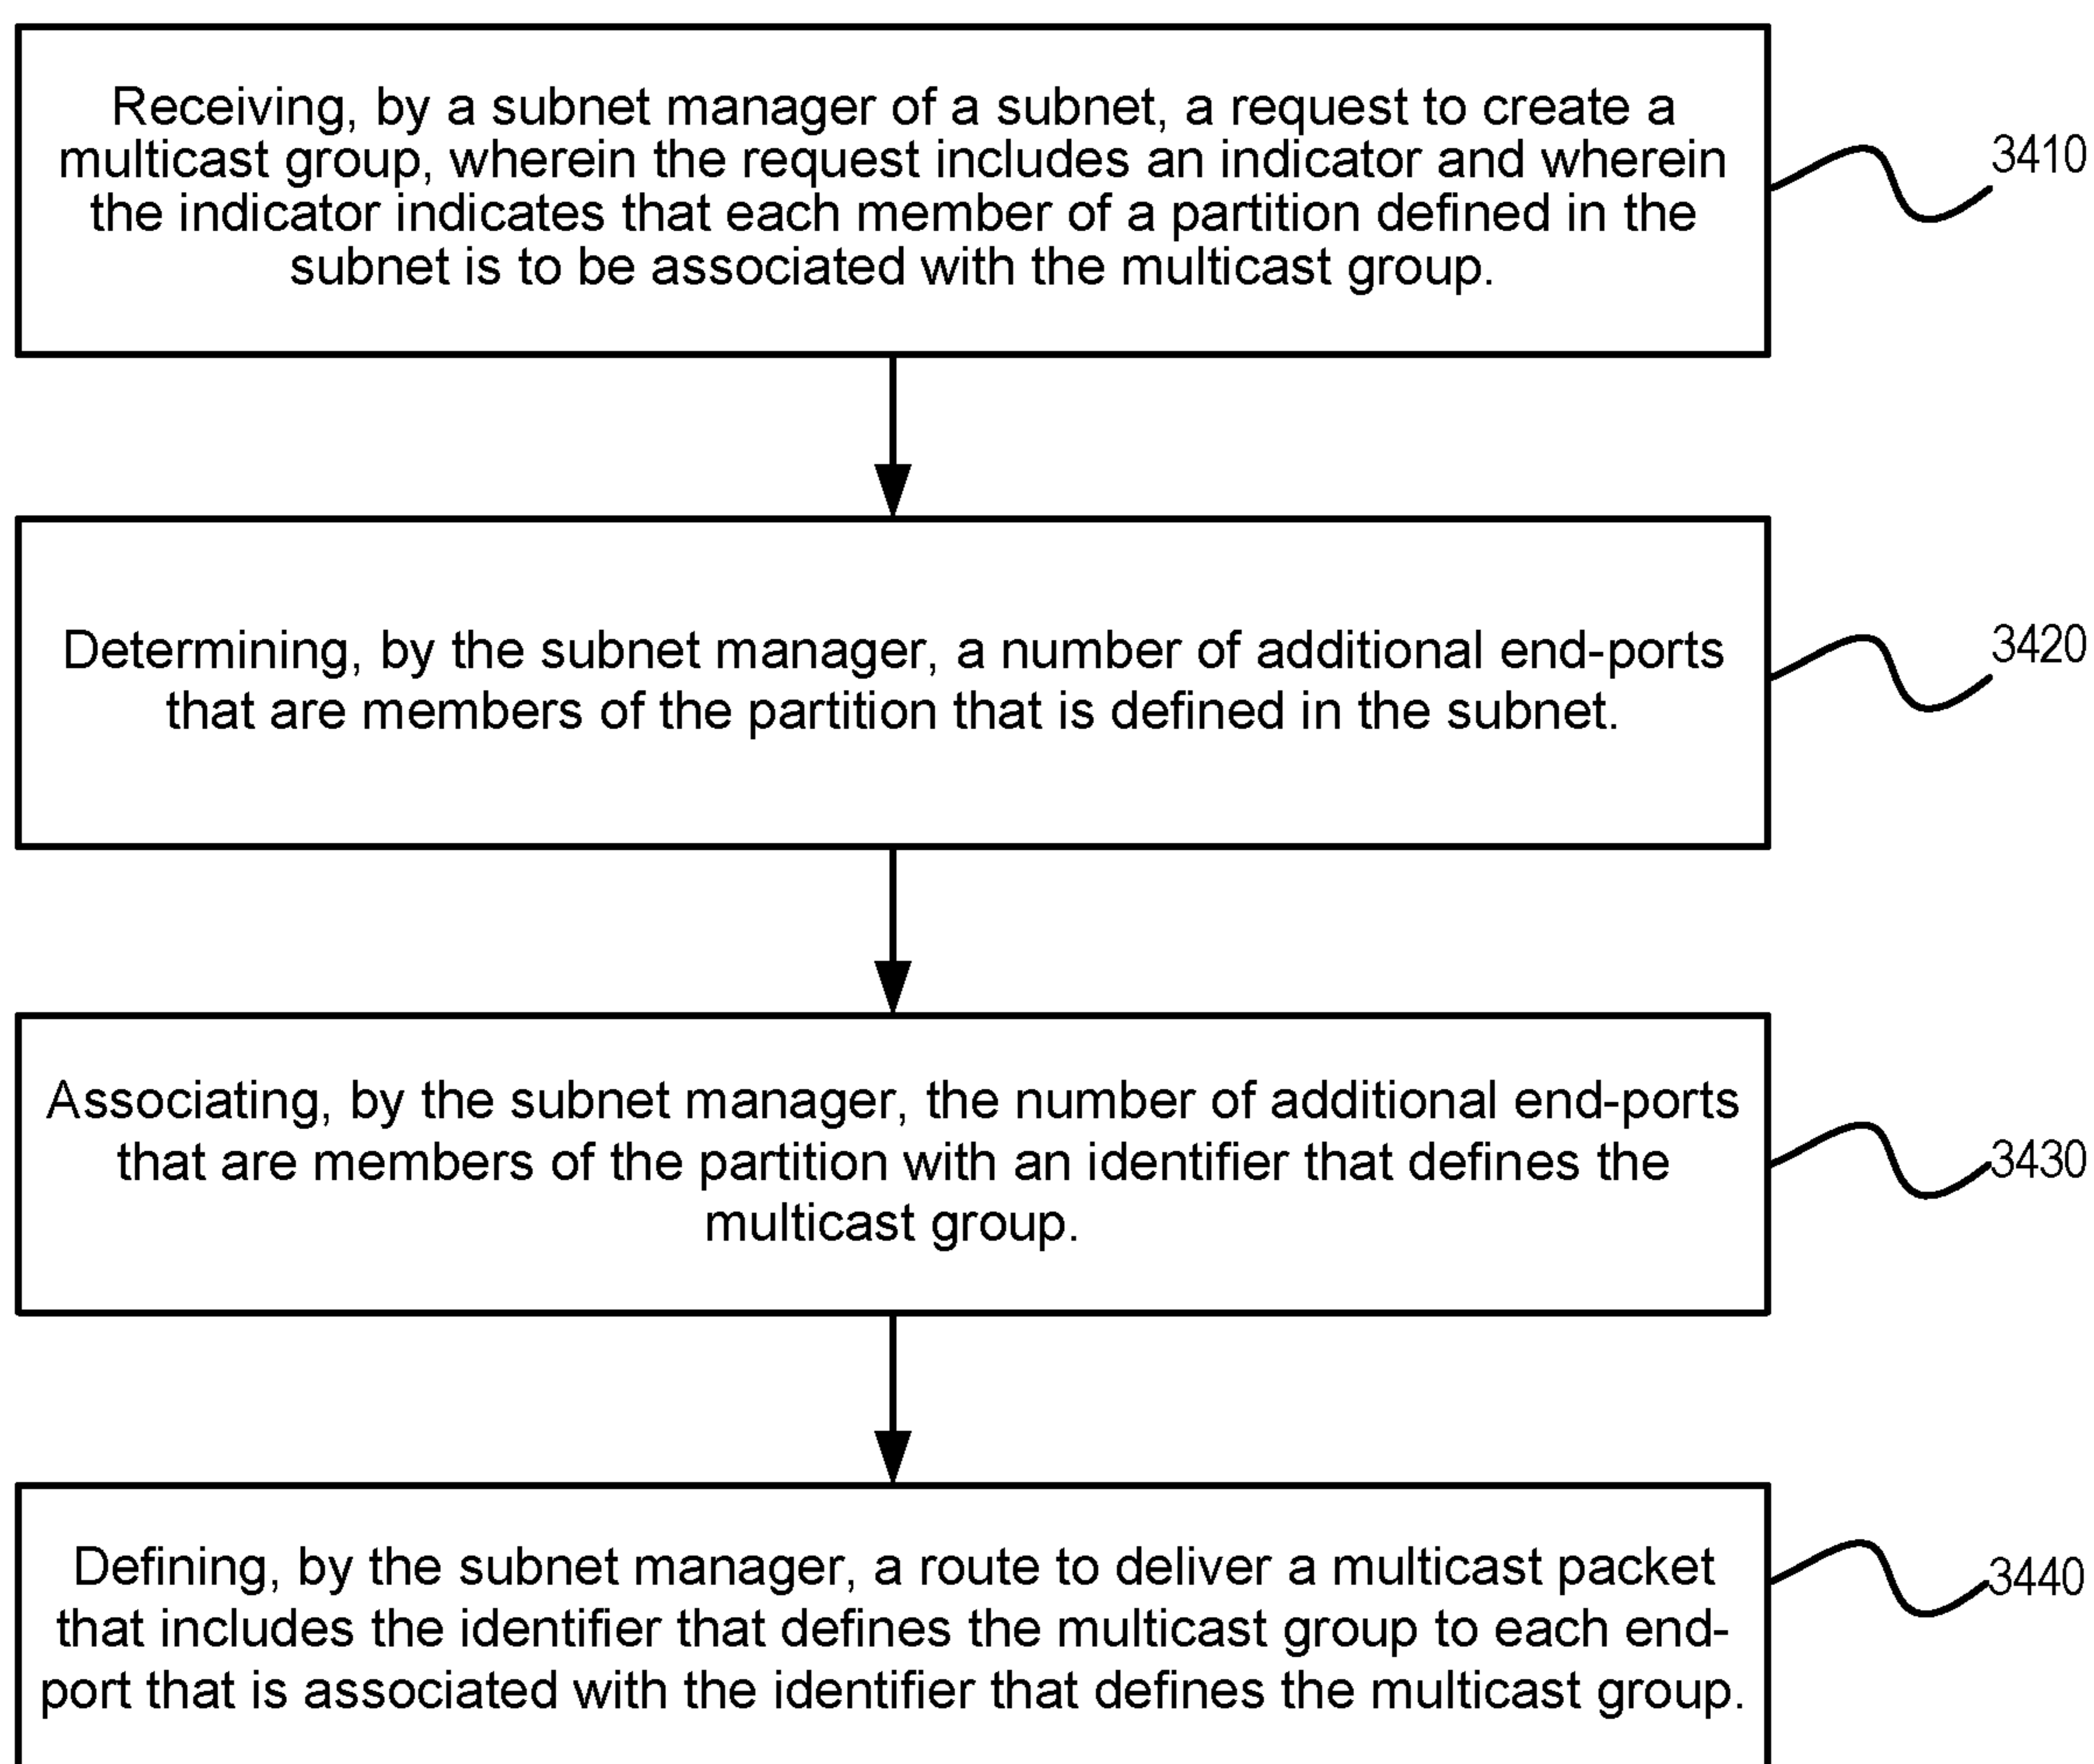 Receiving, by a subnet manager of a subnet, a request to create a
multicast group, wherein the request includes an indicator and wherein
the indicator indicates that each member of a partition defined in the
subnet is to be associated with the multicast group.
3410
Determining, by the subnet manager, a number of additional end-ports
that are members of the partition that is defined in the subnet.
3420
Associating, by the subnet manager, the number of additional end-ports
that are members of the partition with an identifier that defines the
multicast group.
3430
Defining, by the subnet manager, a route to deliver a multicast packet
that includes the identifier that defines the multicast group to each end-
port that is associated with the identifier that defines the multicast group.
3440